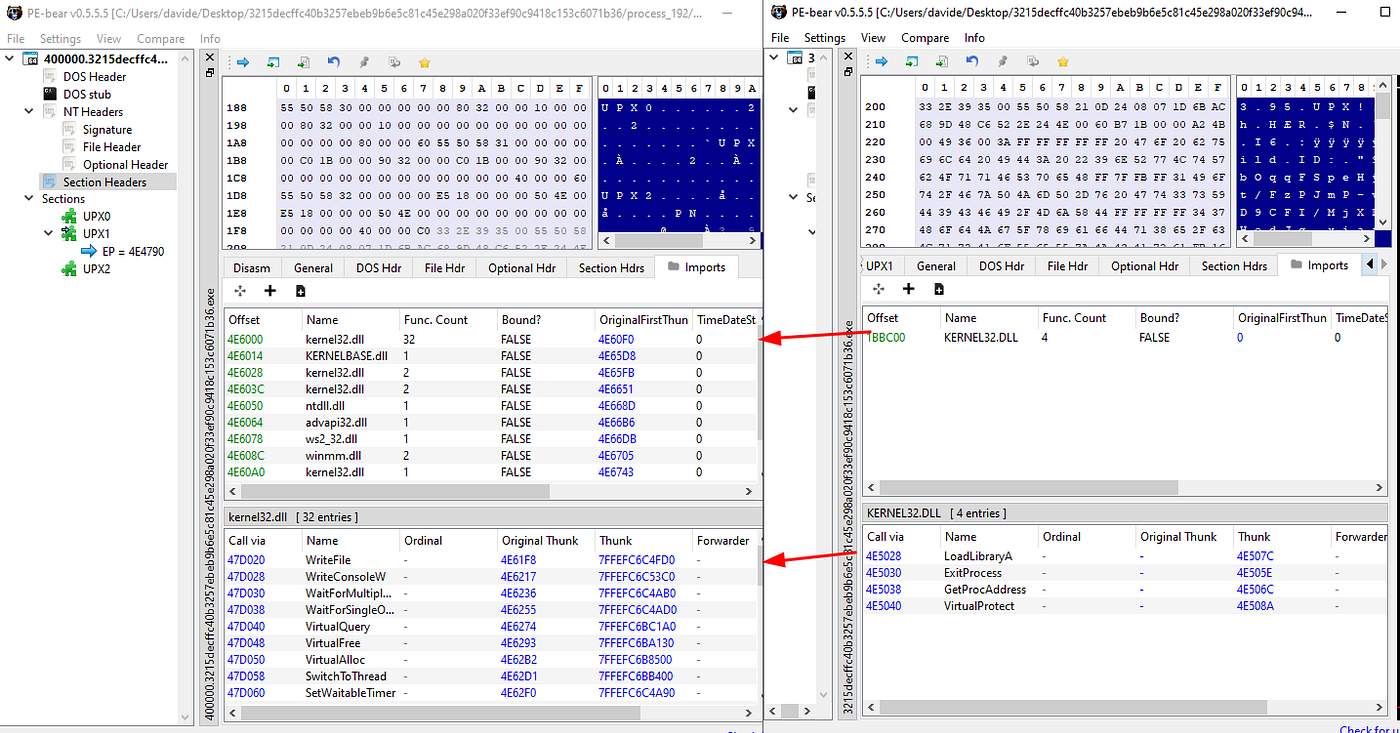 PE-bear v0.5.5.5 [C:/Users/davide/Desktop/3215decffc40b3257ebeb9b6e5c81c45e298a020f33ef90c9418c153c6071b36/process_192/...
File Settings View Compare Info
400000.3215decffc4...
DOS Header
DOS stub
NT Headers
Signature
File Header
Optional Header
Section Headers
Sections
UPX0
UPX1
EP = 4E4790
UPX2
400000.3215decffc40b3257ebeb9b6e5c81c45e298a020f33ef90c9418c153c6071b36.exe
0 1 2 3 4 5 6 7 8 9 A B C D E F
0 1 2 3 4 5 6 7 8 9 A
188 55 50 58 30 00 00 00 00 00 80 32 00 00 10 00 00 U P X 0 . . . . . 2
198 00 80 32 00 00 10 00 00 00 00 00 00 00 00 00 00 . . 2 . . . . . . . .
1A8 00 00 00 00 80 00 00 60 55 50 58 31 00 00 00 00 . . . . . . . ` U P X
1B8 00 C0 1B 00 00 90 32 00 00 C0 1B 00 00 90 32 00 . À . . . . 2 . . À .
1C8 00 00 00 00 00 00 00 00 00 00 00 00 40 00 00 60 . . . . . . . . . . .
1D8 55 50 58 32 00 00 00 00 E5 18 00 00 00 50 4E 00 U P X 2 . . . . å . .
1E8 E5 18 00 00 00 50 4E 00 00 00 00 00 00 00 00 00 å . . . . P N . . . .
1F8 00 00 00 00 40 00 00 C0 33 2E 39 35 00 55 50 58
Disasm General DOS Hdr File Hdr Optional Hdr Section Hdrs Imports
Offset Name Func. Count Bound? OriginalFirstThun TimeDateSt
4E6000 kernel32.dll 32 FALSE 4E60F0 0
4E6014 KERNELBASE.dll 1 FALSE 4E65D8 0
4E6028 kernel32.dll 2 FALSE 4E65FB 0
4E603C kernel32.dll 2 FALSE 4E6651 0
4E6050 ntdll.dll 1 FALSE 4E668D 0
4E6064 advapi32.dll 1 FALSE 4E66B6 0
4E6078 ws2_32.dll 1 FALSE 4E66DB 0
4E608C winmm.dll 2 FALSE 4E6705 0
4E60A0 kernel32.dll 1 FALSE 4E6743 0
kernel32.dll [ 32 entries ]
Call via Name Ordinal Original Thunk Thunk Forwarder
47D020 WriteFile - 4E61F8 7FFEFC6C4FD0 -
47D028 WriteConsoleW - 4E6217 7FFEFC6C53C0 -
47D030 WaitForMultipl... - 4E6236 7FFEFC6C4AB0 -
47D038 WaitForSingleO... - 4E6255 7FFEFC6C4AD0 -
47D040 VirtualQuery - 4E6274 7FFEFC6BC1A0 -
47D048 VirtualFree - 4E6293 7FFEFC6BA130 -
47D050 VirtualAlloc - 4E62B2 7FFEFC6B8500 -
47D058 SwitchToThread - 4E62D1 7FFEFC6BB400 -
47D060 SetWaitableTimer - 4E62F0 7FFEFC6C4A90 -
PE-bear v0.5.5.5 [C:/Users/davide/Desktop/3215decffc40b3257ebeb9b6e5c81c45e298a020f33ef90c94...
File Settings View Compare Info
3
Se
3215decffc40b3257ebeb9b6e5c81c45e298a020f33ef90c9418c153c6071b36.exe
0 1 2 3 4 5 6 7 8 9 A B C D E F
0 1 2 3 4 5 6 7 8
200 33 2E 39 35 00 55 50 58 21 0D 24 08 07 1D 6B AC 3 . 9 5 . U P X !
210 68 9D 48 C6 52 2E 24 4E 00 60 B7 1B 00 00 A2 4B h . H Æ R . $ N .
220 00 49 36 00 3A FF FF FF FF FF 20 47 6F 20 62 75 . I 6 . : ÿ ÿ ÿ ÿ
230 69 6C 64 20 49 44 3A 20 22 39 6E 52 77 4C 74 57 i l d I D : "
240 62 4F 71 71 46 53 70 65 48 FF 7F FB FF 31 49 6F b O q q F S p e H
250 74 2F 46 7A 50 4A 6D 50 2D 76 20 47 74 33 73 59 t / F z P J m P -
260 44 39 43 46 49 2F 4D 6A 58 44 FF FF FF FF 34 37 D 9 C F I / M j X
270 48 6F 64 4A 67 5F 78 69 61 66 44 71 38 65 2F 63
UPX1 General DOS Hdr File Hdr Optional Hdr Section Hdrs Imports
Offset Name Func. Count Bound? OriginalFirstThun TimeDateS
1BBC00 KERNEL32.DLL 4 FALSE 0 0
KERNEL32.DLL [ 4 entries ]
Call via Name Ordinal Original Thunk Thunk Forwarder
4E5028 LoadLibraryA - - 4E507C -
4E5030 ExitProcess - - 4E505E -
4E5038 GetProcAddress - - 4E506C -
4E5040 VirtualProtect - - 4E508A -
Check for u